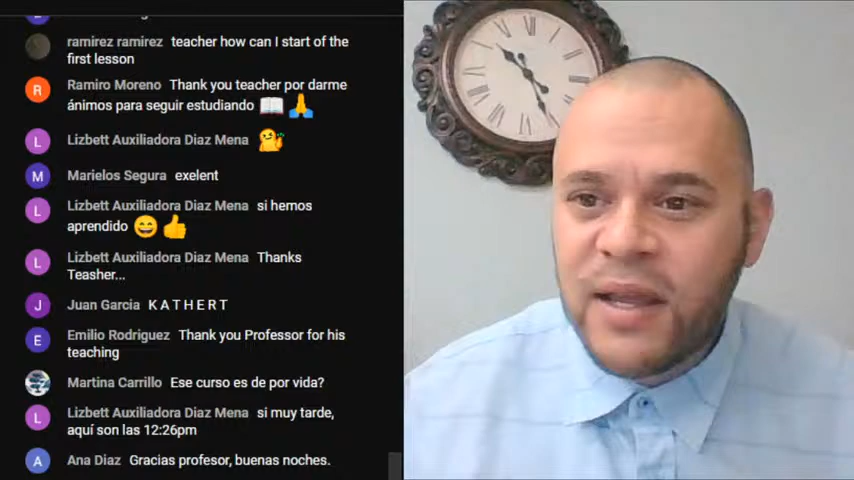 ramirez ramirez teacher how can I start of the
first lesson
R
Ramiro Moreno Thank you teacher por darme
ánimos para seguir estudiando 📖 🙏
L
Lizbett Auxiliadora Diaz Mena
M
Marielos Segura exelent
L
Lizbett Auxiliadora Diaz Mena si hemos
aprendido 😄 👍
L
Lizbett Auxiliadora Diaz Mena Thanks
Teasher...
J
Juan Garcia K A T H E R T
E
Emilio Rodriguez Thank you Professor for his
teaching
Martina Carrillo Ese curso es de por vida?
L
Lizbett Auxiliadora Diaz Mena si muy tarde,
aquí son las 12:26pm
A
Ana Diaz Gracias profesor, buenas noches.